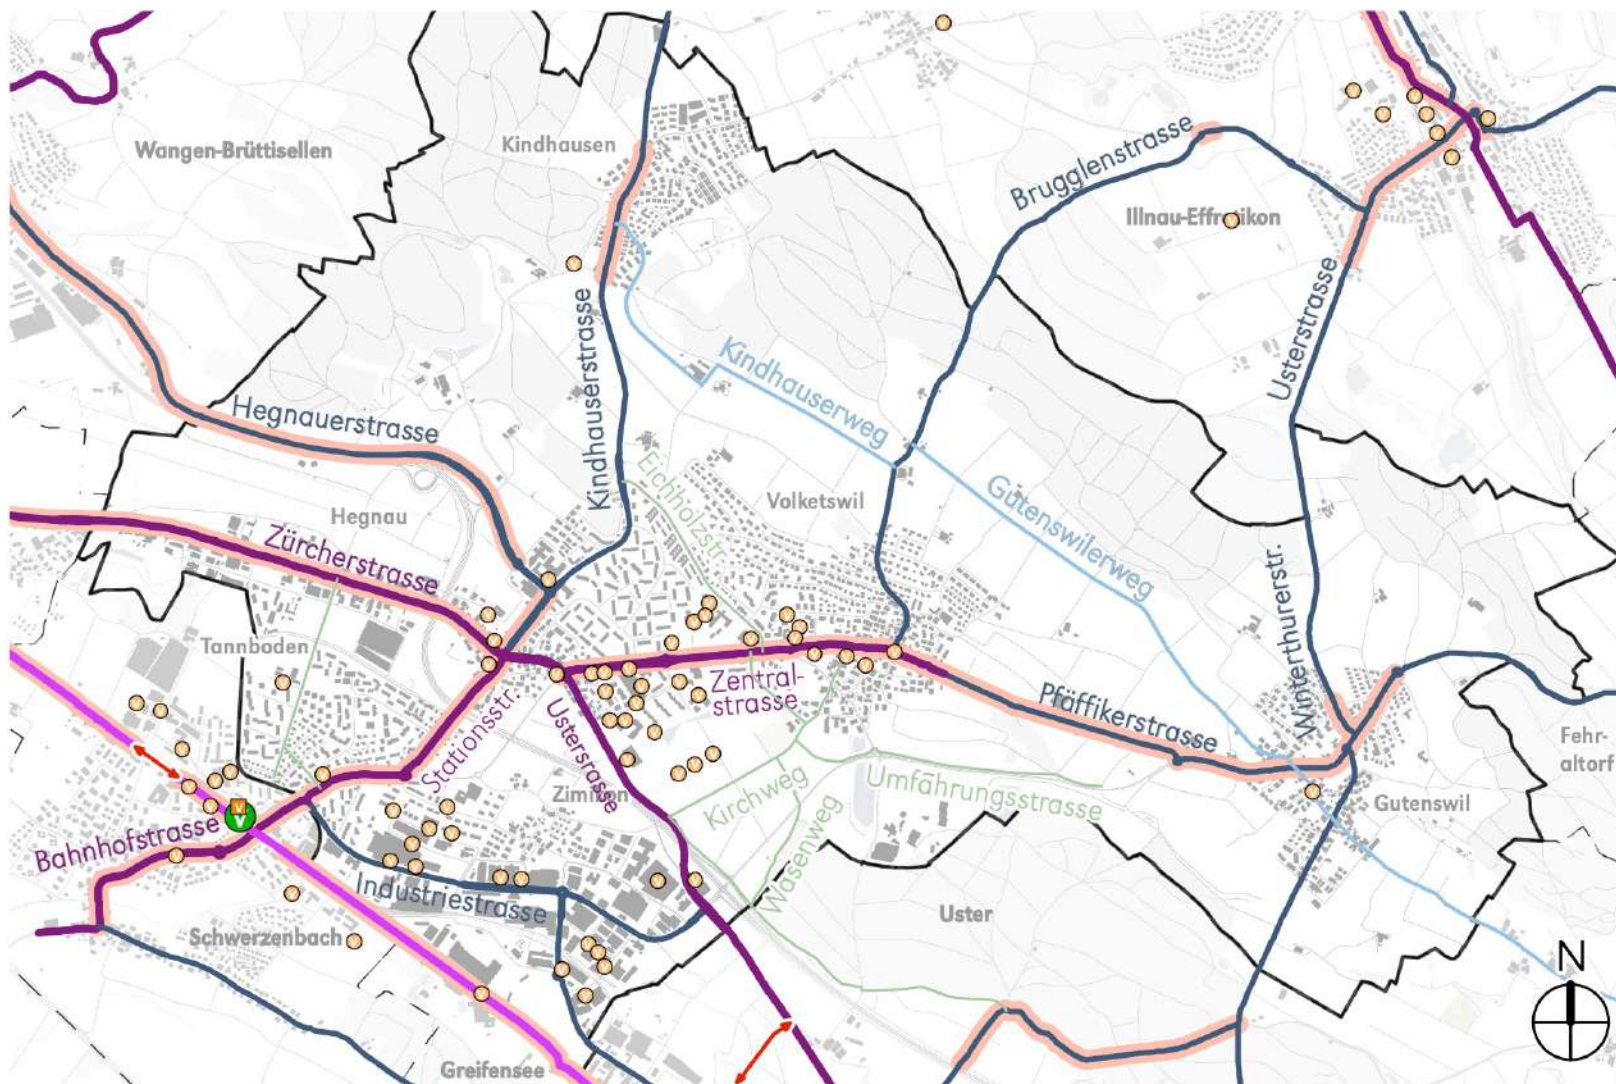 Kindhausen
Wangen-Brüttisellen
Brugglenstrasse
Illnau-Effretikon
Usterstrasse
Kindhauserstrasse
Kindhauserweg
Hegnauerstrasse
Eichholzstr.
Volketswil
Gutenswilerweg
Hegnau
Zürcherstrasse
Winterthurerstr.
Tannboden
Zentral-
strasse
Pfäffikerstrasse
Stationsstr.
Ustersrasse
Fehr-
altorf
Zimikon
Kirchweg
Umfahrungsstrasse
Gutenswil
Bahnhofstrasse
Wasenweg
Industriestrasse
Uster
Schwerzenbach
N
Greifensee